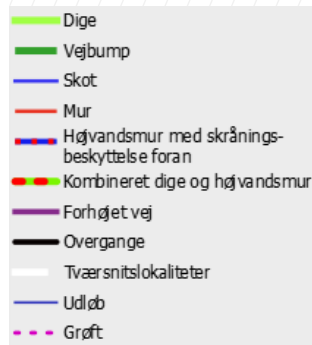 Dige
Vejbump
Skot
Mur
Højvandsmur med skrånings-
beskyttelse foran
Kombineret dige og højvandsmur
Forhøjet vej
Overgange
Tværsnitslokaliteter
Udløb
Grøft